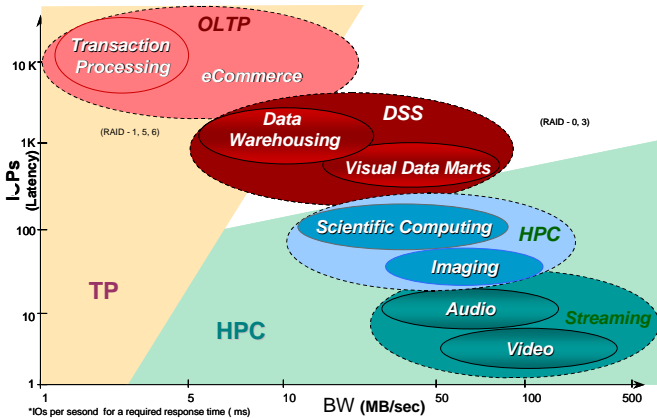 OLTP
Transaction
Processing
eCommerce
10 K
(RAID - 1, 5, 6)
DSS
(RAID - 0, 3)
Data
Warehousing
1K
Visual Data Marts
IOPs
(Latency)
Scientific Computing
100
HPC
Imaging
TP
HPC
Audio
10
Streaming
Video
1
1
5
10
50
100
500
BW (MB/sec)
*IOs per sesond for a required response time ( ms)